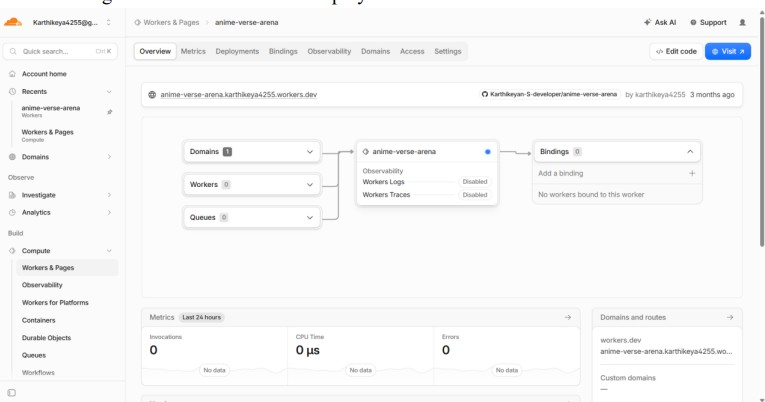 Karthikeya4255@g...
Workers & Pages > anime-verse-arena
Ask AI
Support
Quick search...
Ctrl K
Overview
Metrics
Deployments
Bindings
Observability
Domains
Access
Settings
Edit code
Visit
Account home
Recents
anime-verse-arena
Workers
Workers & Pages
Compute
Domains
Observe
Investigate
Analytics
Build
Compute
Workers & Pages
Observability
Workers for Platforms
Containers
Durable Objects
Queues
Workflows
anime-verse-arena.karthikeya4255.workers.dev
Karthikeyan-S-developer/anime-verse-arena
by karthikeya4255 3 months ago
Domains 1
Workers 0
Queues 0
anime-verse-arena
Observability
Workers Logs Disabled
Workers Traces Disabled
Bindings 0
Add a binding
No workers bound to this worker
Metrics Last 24 hours
Invocations
0
No data
CPU Time
0 µs
No data
Errors
0
No data
Domains and routes
workers.dev
anime-verse-arena.karthikeya4255.wo...
Custom domains
—